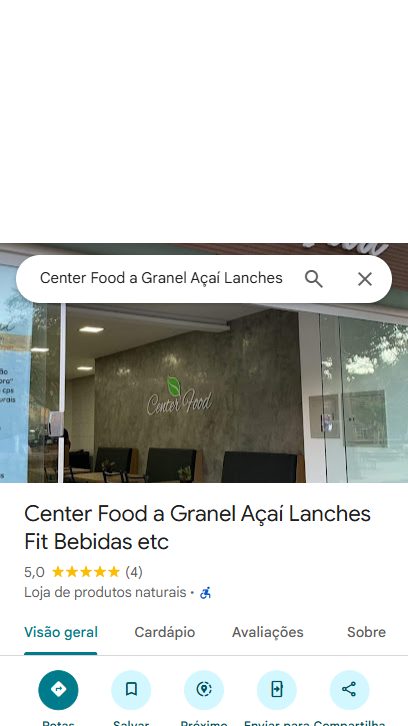 Center Food a Granel Açaí Lanches
Center Food
Center Food a Granel Açaí Lanches
Fit Bebidas etc
5,0 (4)
Loja de produtos naturais ·
Visão geral Cardápio Avaliações Sobre
Rotas Salvar Próximo Enviar para Compartilha